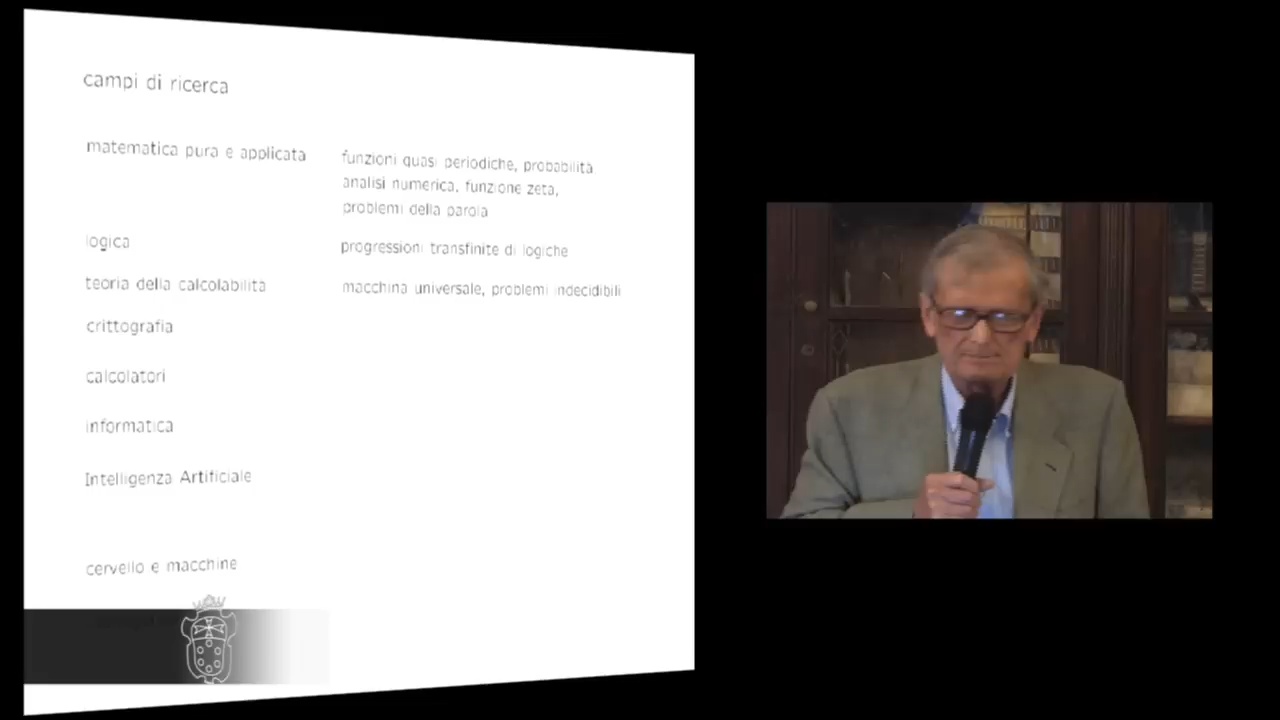 campi di ricerca
matematica pura e applicata
funzioni quasi periodiche, probabilità
analisi numerica, funzione zeta,
problemi della parola
logica
progressioni transfinite di logiche
teoria della calcolabilità
macchina universale, problemi indecidibili
crittografia
calcolatori
informatica
Intelligenza Artificiale
cervello e macchine